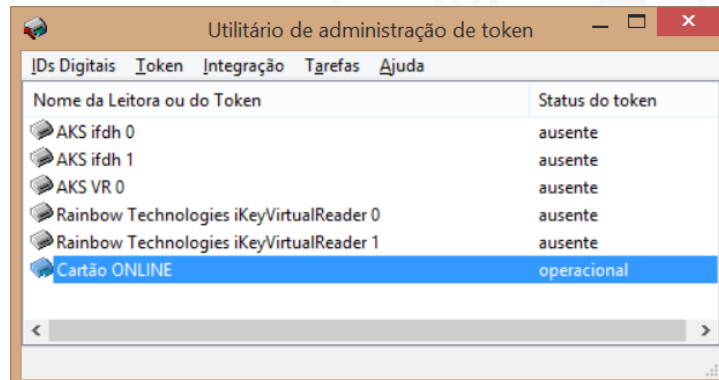 Utilitário de administração de token
IDs Digitais Token Integração Tarefas Ajuda
Nome da Leitora ou do Token Status do token
AKS ifdh 0 ausente
AKS ifdh 1 ausente
AKS VR 0 ausente
Rainbow Technologies iKeyVirtualReader 0 ausente
Rainbow Technologies iKeyVirtualReader 1 ausente
Cartão ONLINE operacional